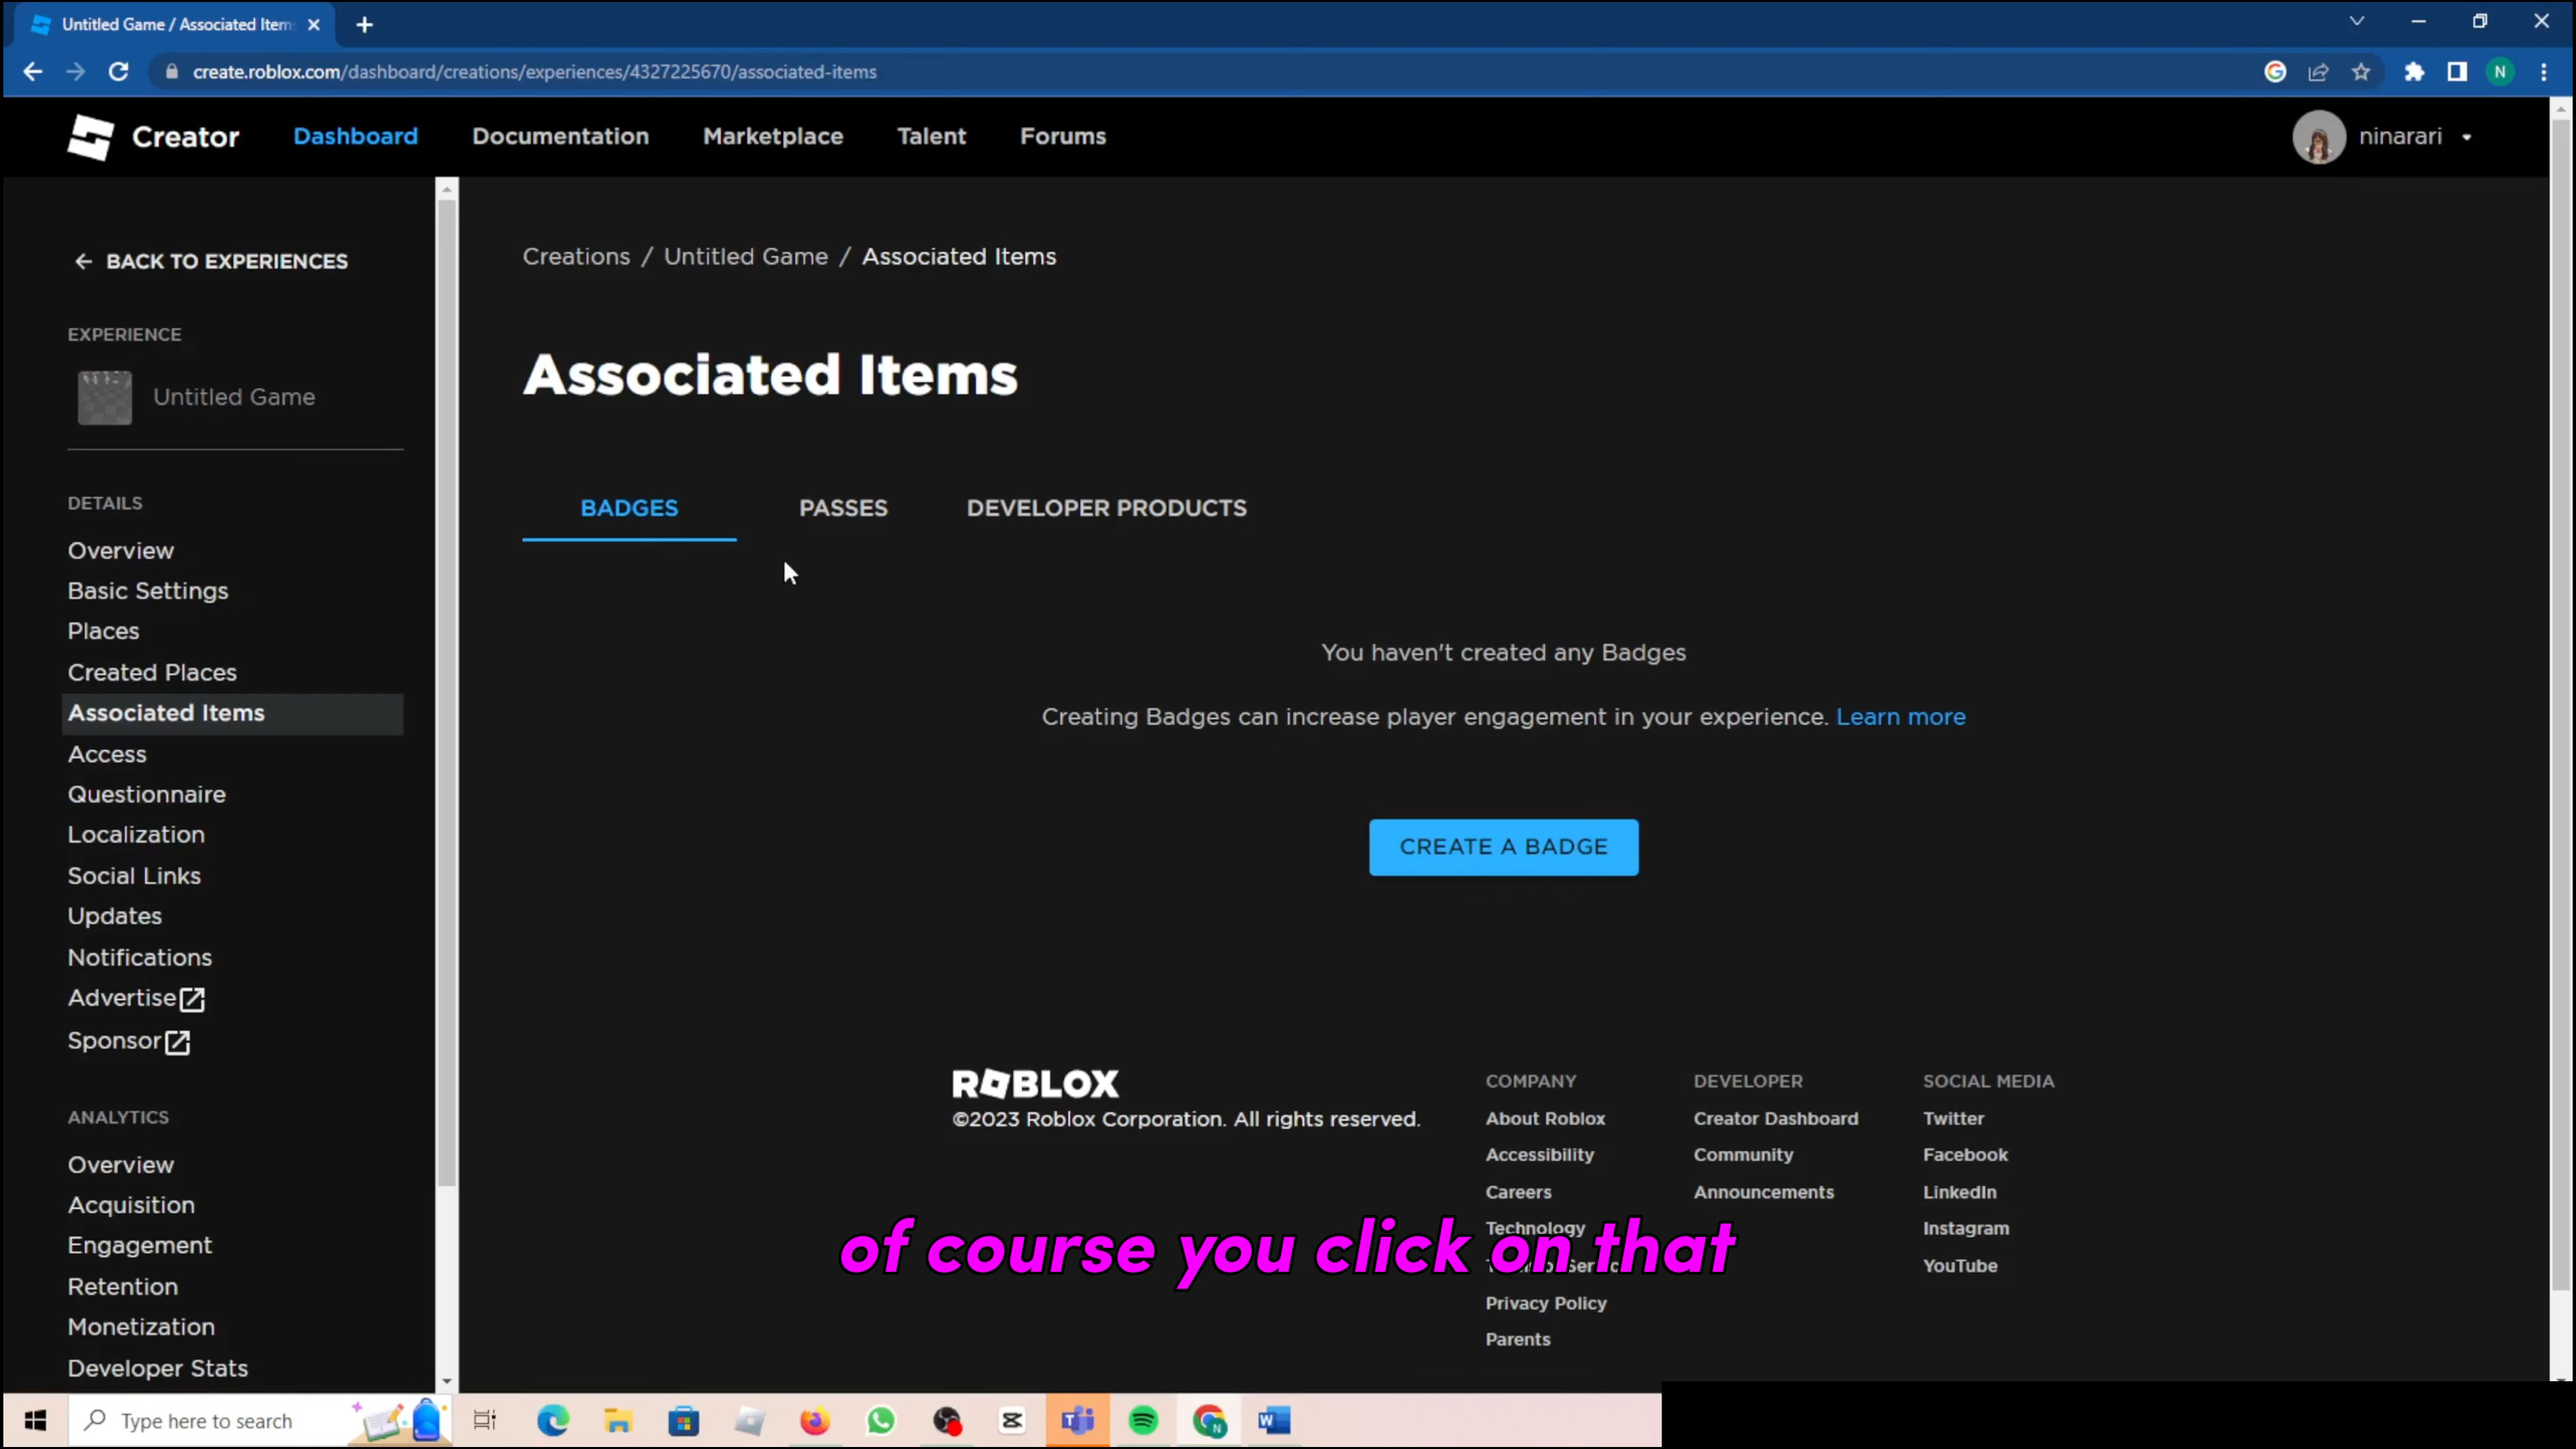 Untitled Game / Associated Item
create.roblox.com/dashboard/creations/experiences/4327225670/associated-items
N
Creator
Dashboard
Documentation
Marketplace
Talent
Forums
ninarari
BACK TO EXPERIENCES
EXPERIENCE
Untitled Game
DETAILS
Overview
Basic Settings
Places
Created Places
Associated Items
Access
Questionnaire
Localization
Social Links
Updates
Notifications
Advertise
Sponsor
ANALYTICS
Overview
Acquisition
Engagement
Retention
Monetization
Developer Stats
Creations / Untitled Game / Associated Items
Associated Items
BADGES
PASSES
DEVELOPER PRODUCTS
You haven't created any Badges
Creating Badges can increase player engagement in your experience. Learn more
CREATE A BADGE
ROBLOX
©2023 Roblox Corporation. All rights reserved.
COMPANY
About Roblox
Accessibility
Careers
Technology
Privacy Policy
Parents
DEVELOPER
Creator Dashboard
Community
Announcements
SOCIAL MEDIA
Twitter
Facebook
LinkedIn
Instagram
YouTube
of course you click on that
Type here to search